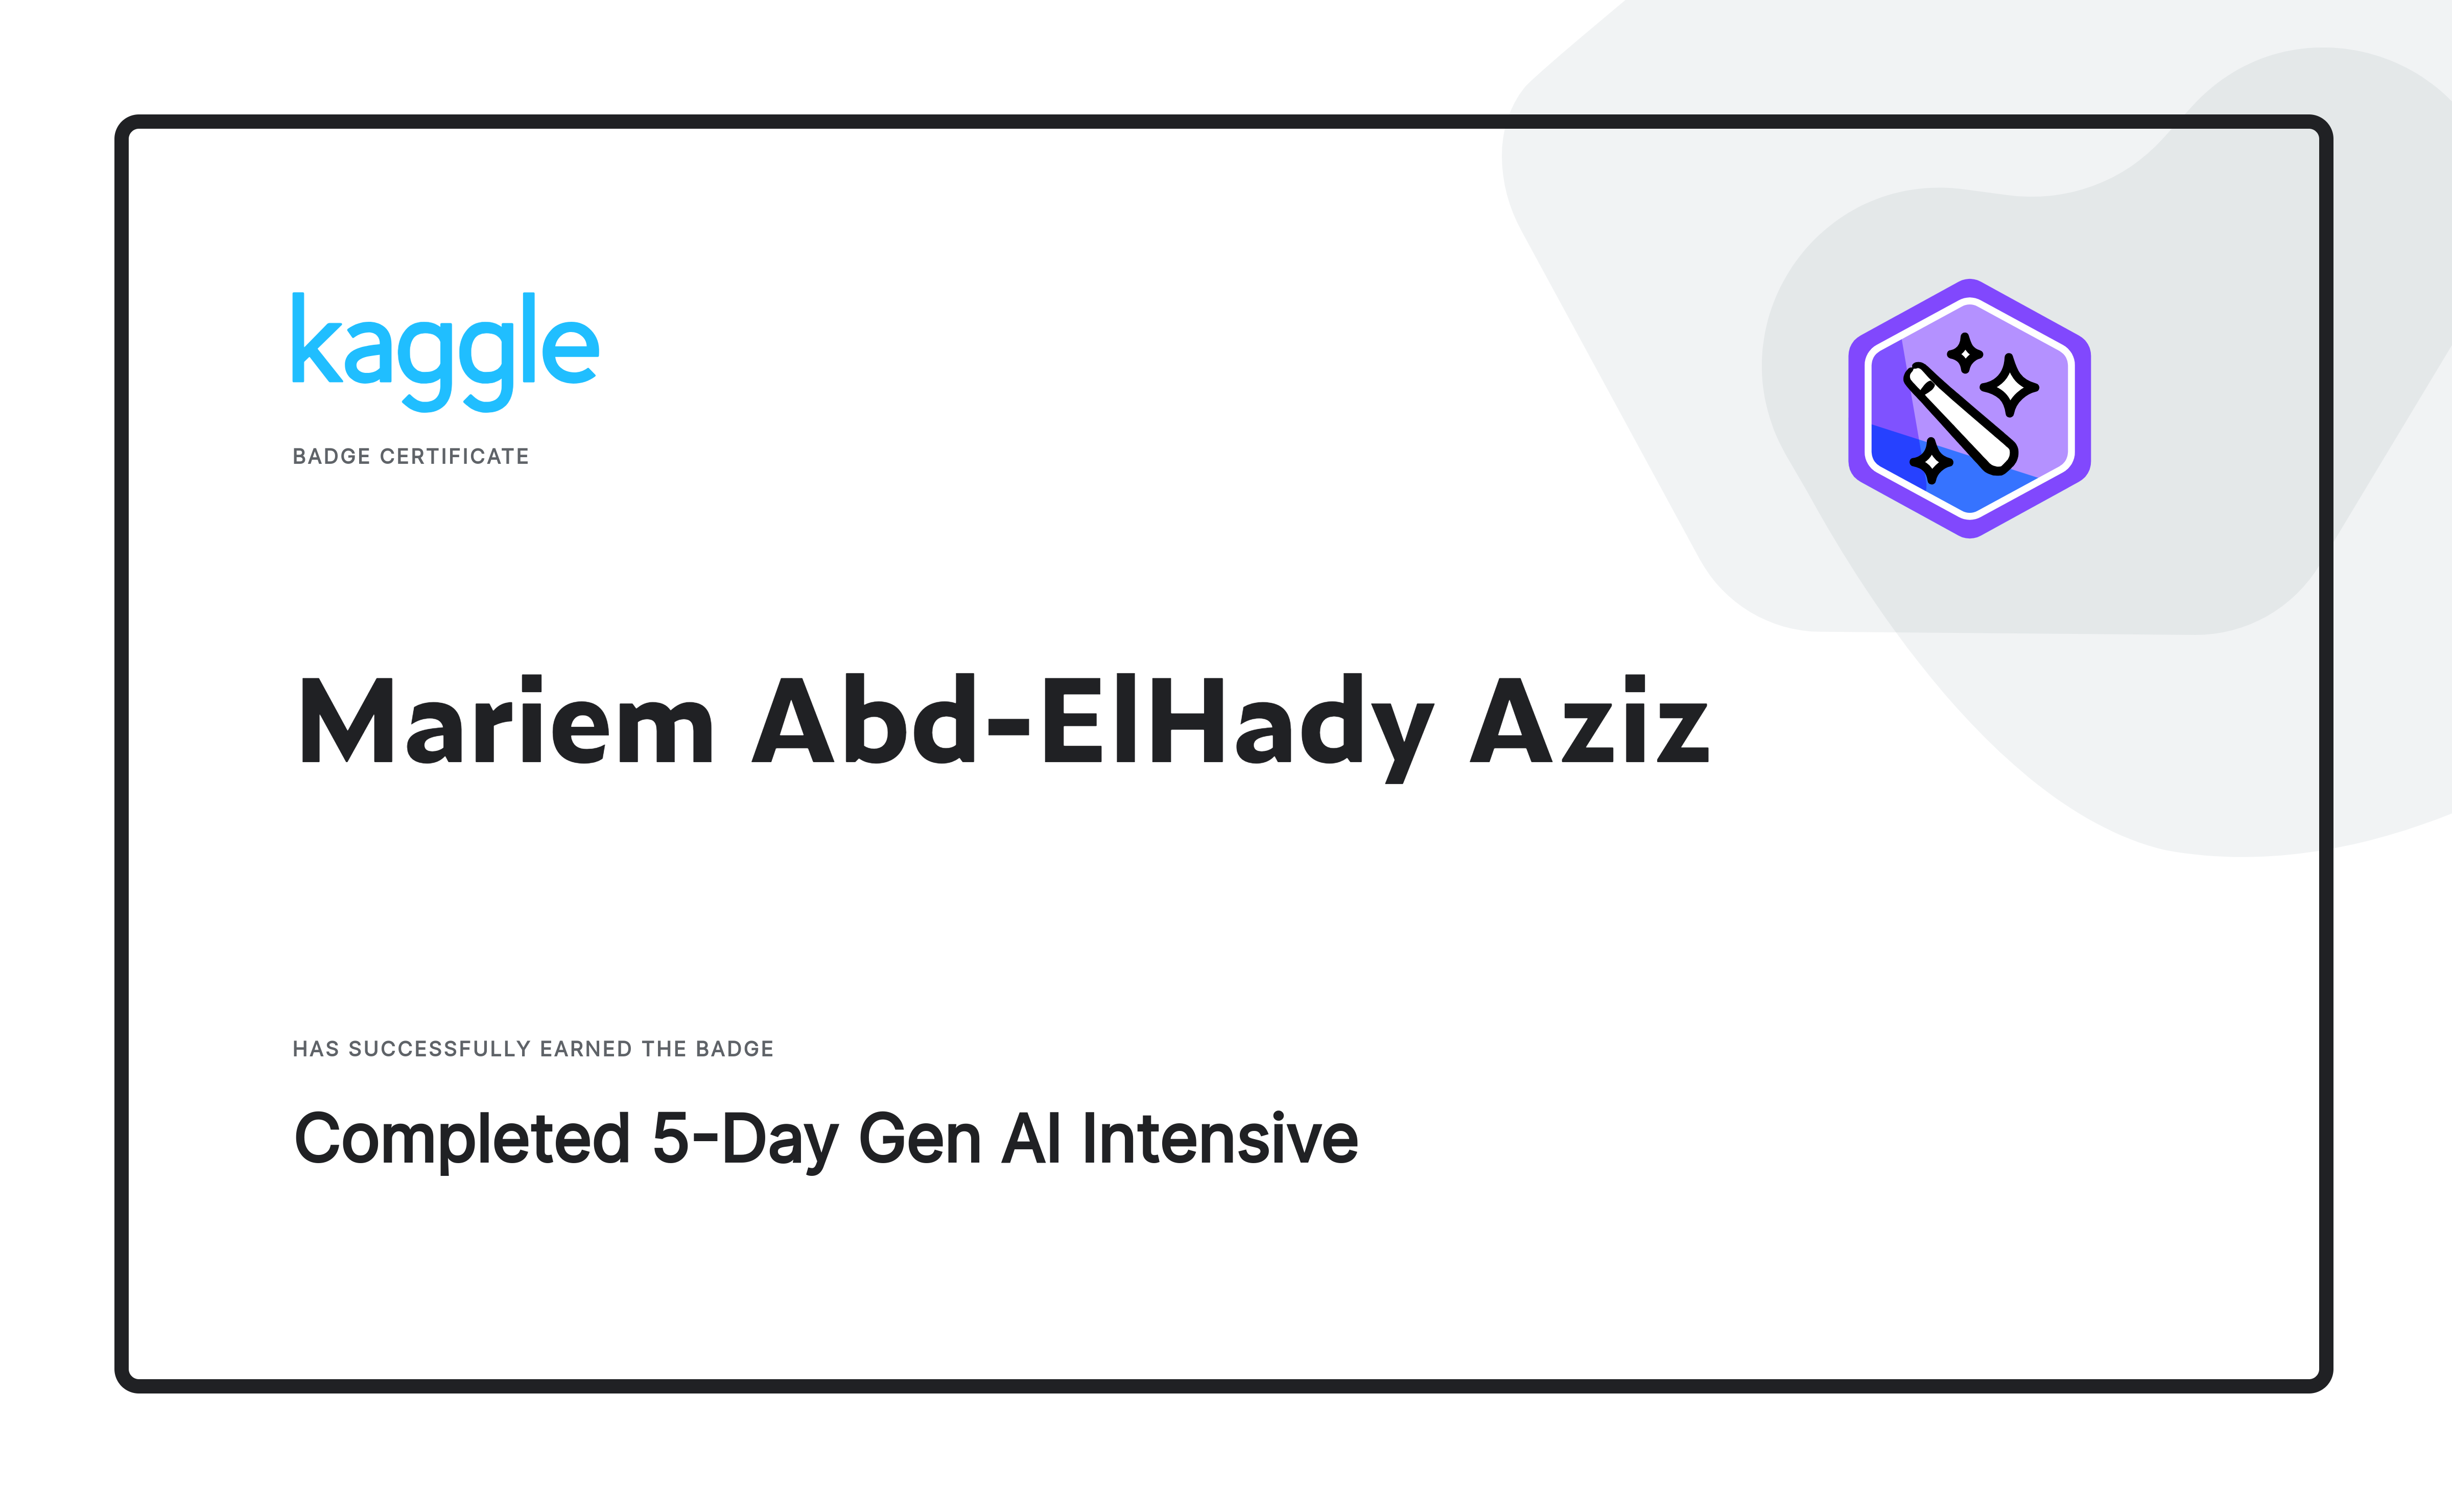 kaggle
BADGE CERTIFICATE
Mariem Abd-ElHady Aziz
HAS SUCCESSFULLY EARNED THE BADGE
Completed 5-Day Gen AI Intensive